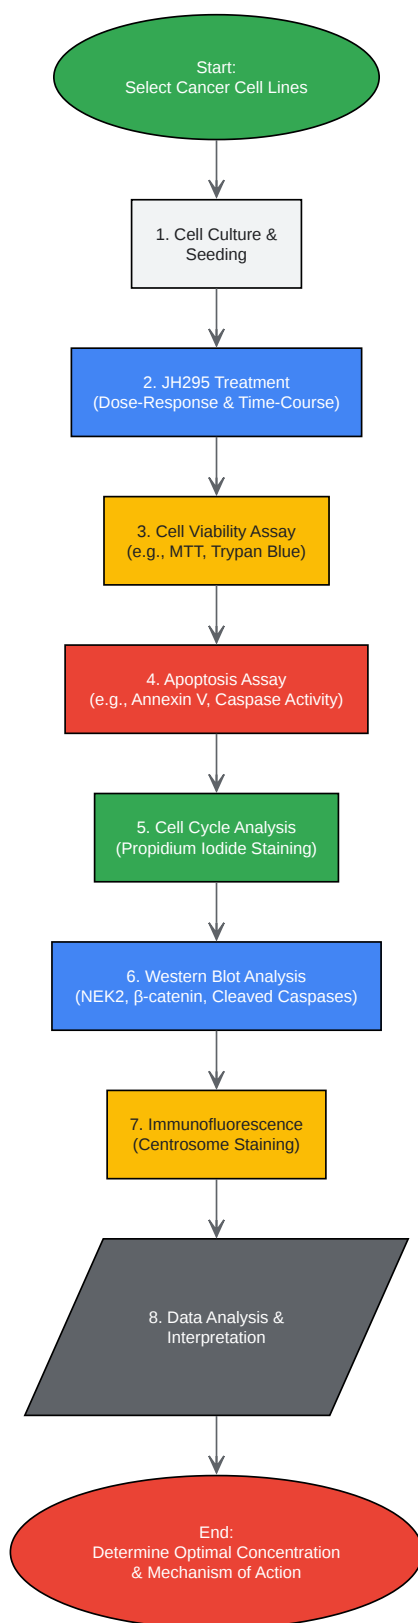 Start:
Select Cancer Cell Lines
1. Cell Culture &
Seeding
2. JH295 Treatment
(Dose-Response & Time-Course)
3. Cell Viability Assay
(e.g., MTT, Trypan Blue)
4. Apoptosis Assay
(e.g., Annexin V, Caspase Activity)
5. Cell Cycle Analysis
(Propidium Iodide Staining)
6. Western Blot Analysis
(NEK2, β-catenin, Cleaved Caspases)
7. Immunofluorescence
(Centrosome Staining)
8. Data Analysis &
Interpretation
End:
Determine Optimal Concentration
& Mechanism of Action